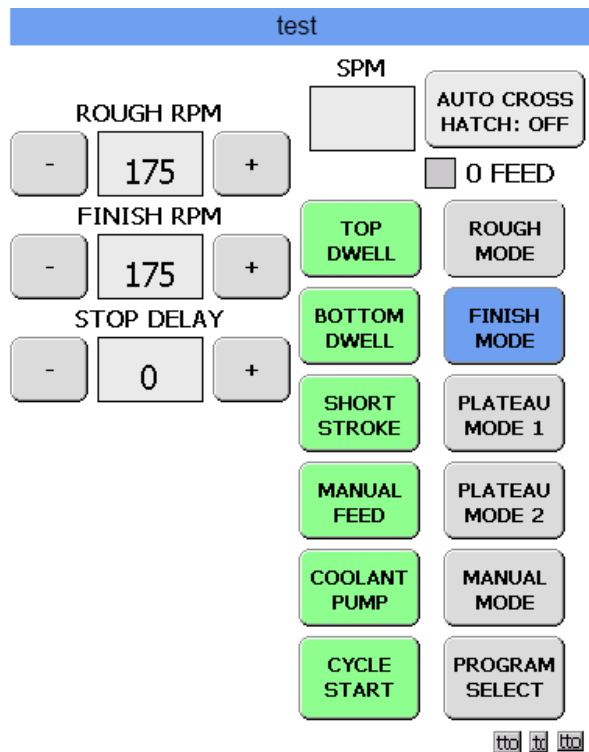 test
SPM
AUTO CROSS
HATCH: OFF
ROUGH RPM
- 175 +
0 FEED
FINISH RPM
- 175 +
STOP DELAY
- 0 +
TOP
DWELL
ROUGH
MODE
BOTTOM
DWELL
FINISH
MODE
SHORT
STROKE
PLATEAU
MODE 1
MANUAL
FEED
PLATEAU
MODE 2
COOLANT
PUMP
MANUAL
MODE
CYCLE
START
PROGRAM
SELECT